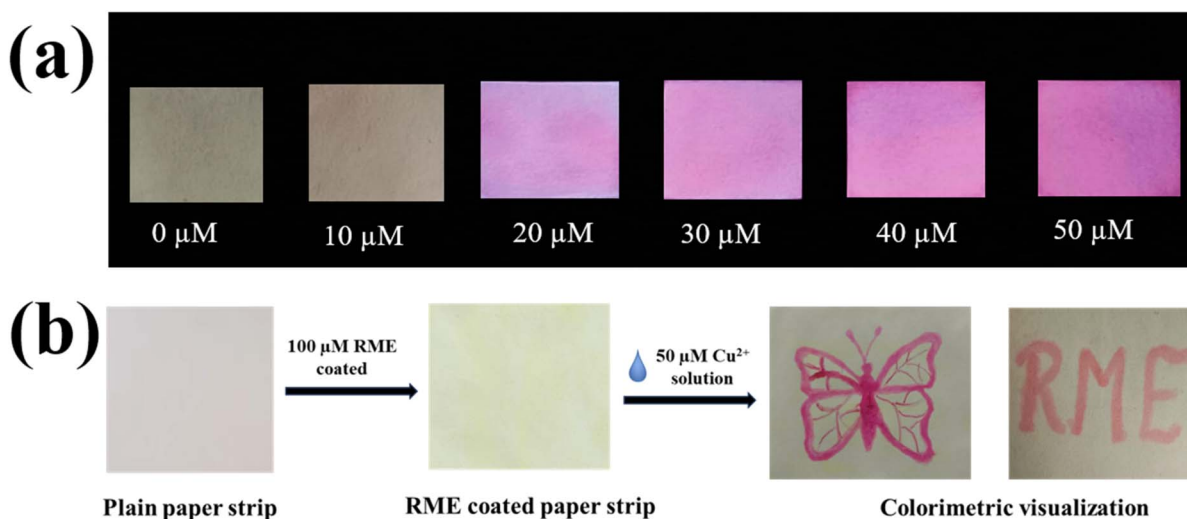 (a)
0 μM 10 μM 20 μM 30 μM 40 μM 50 μM
(b)
100 μM RME
coated
50 μM Cu²⁺
solution
RME
Plain paper strip
RME coated paper strip
Colorimetric visualization